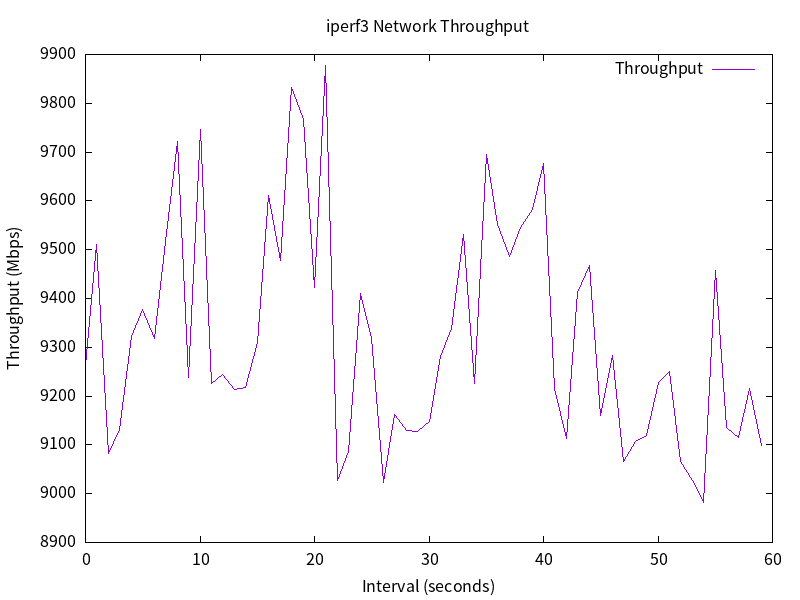 iperf3 Network Throughput
Throughput
Throughput (Mbps)
9900
9800
9700
9600
9500
9400
9300
9200
9100
9000
8900
0 10 20 30 40 50 60
Interval (seconds)